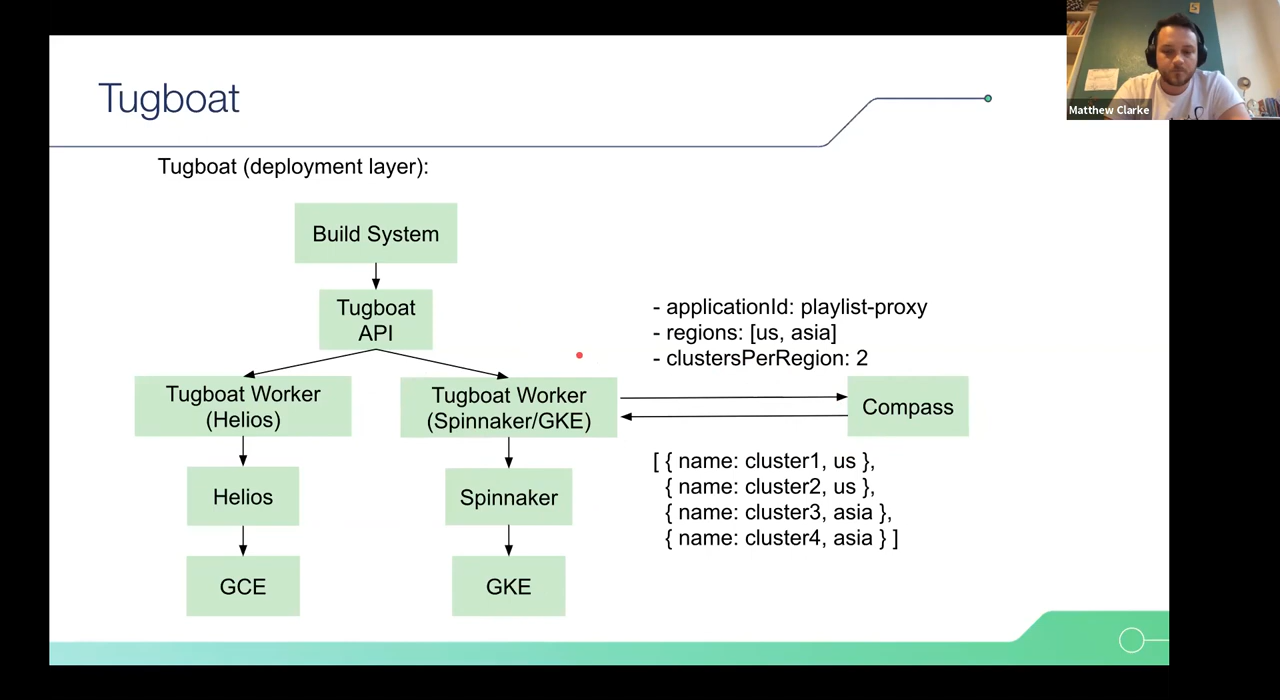 Tugboat
Matthew Clarke
Tugboat (deployment layer):
Build System
Tugboat
API
Tugboat Worker
(Helios)
Tugboat Worker
(Spinnaker/GKE)
- applicationId: playlist-proxy
- regions: [us, asia]
- clustersPerRegion: 2
Compass
[ { name: cluster1, us },
{ name: cluster2, us },
{ name: cluster3, asia },
{ name: cluster4, asia } ]
Helios
Spinnaker
GCE
GKE